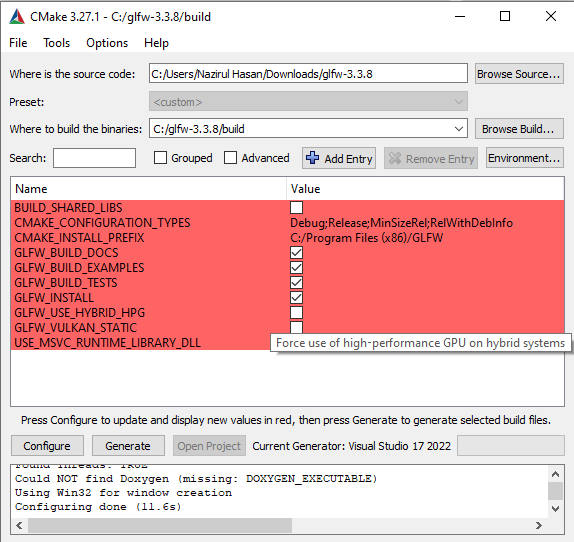 CMake 3.27.1 - C:/glfw-3.3.8/build
File Tools Options Help
Where is the source code: C:/Users/Nazirul Hasan/Downloads/glfw-3.3.8 Browse Source...
Preset: <custom>
Where to build the binaries: C:/glfw-3.3.8/build Browse Build...
Search: Grouped Advanced Add Entry Remove Entry Environment...
Name Value
BUILD_SHARED_LIBS
CMAKE_CONFIGURATION_TYPES Debug;Release;MinSizeRel;RelWithDebInfo
CMAKE_INSTALL_PREFIX C:/Program Files (x86)/GLFW
GLFW_BUILD_DOCS
GLFW_BUILD_EXAMPLES
GLFW_BUILD_TESTS
GLFW_INSTALL
GLFW_USE_HYBRID_HPG
GLFW_VULKAN_STATIC
USE_MSVC_RUNTIME_LIBRARY_DLL
Force use of high-performance GPU on hybrid systems
Press Configure to update and display new values in red, then press Generate to generate selected build files.
Configure Generate Open Project Current Generator: Visual Studio 17 2022
Found Threads: TRUE
Could NOT find Doxygen (missing: DOXYGEN_EXECUTABLE)
Using Win32 for window creation
Configuring done (11.6s)